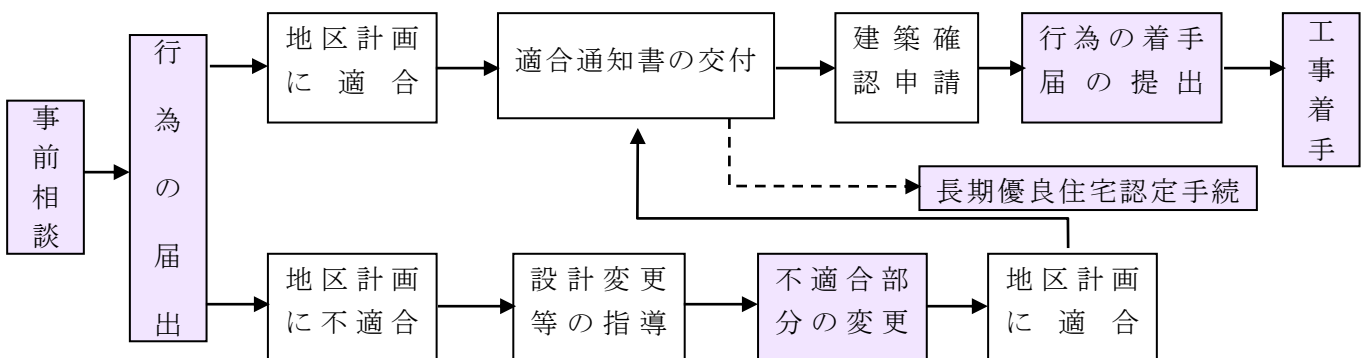 事前相談
行為の届出
地区計画
に適合
適合通知書の交付
建築確
認申請
行為の着手
届の提出
工事着手
長期優良住宅認定手続
地区計画
に不適合
設計変更
等の指導
不適合部
分の変更
地区計画
に適合